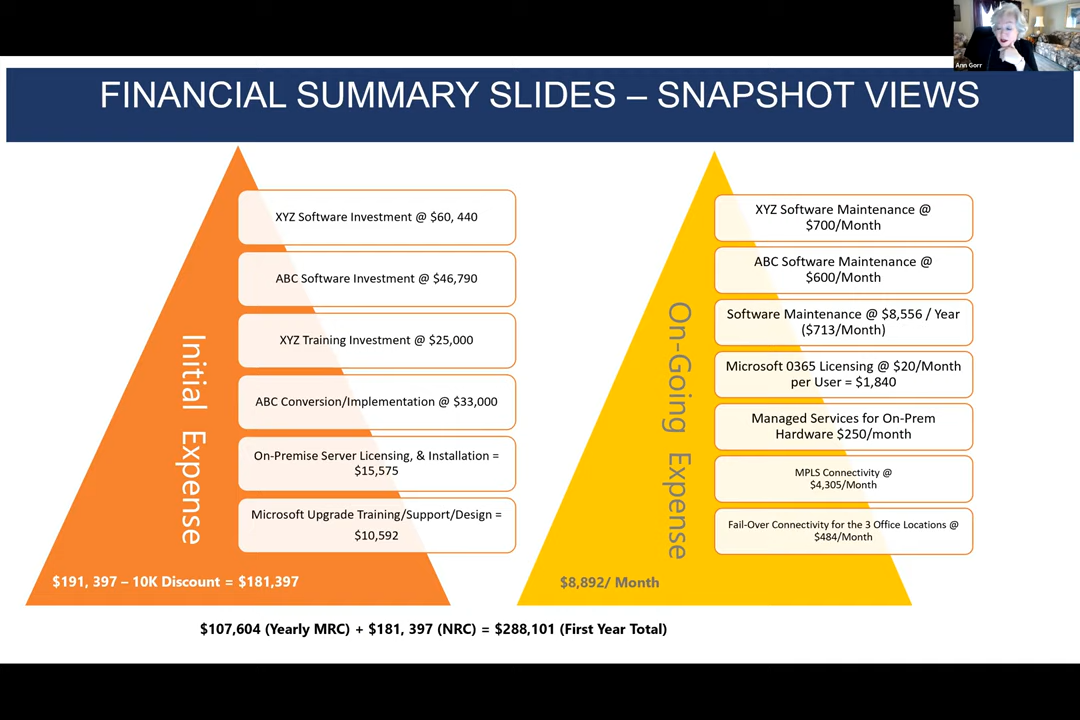 Ann Gorr
FINANCIAL SUMMARY SLIDES – SNAPSHOT VIEWS
Initial Expense
XYZ Software Investment @ $60, 440
ABC Software Investment @ $46,790
XYZ Training Investment @ $25,000
ABC Conversion/Implementation @ $33,000
On-Premise Server Licensing, & Installation =
$15,575
Microsoft Upgrade Training/Support/Design =
$10,592
$191, 397 – 10K Discount = $181,397
On-Going Expense
XYZ Software Maintenance @
$700/Month
ABC Software Maintenance @
$600/Month
Software Maintenance @ $8,556 / Year
($713/Month)
Microsoft 0365 Licensing @ $20/Month
per User = $1,840
Managed Services for On-Prem
Hardware $250/month
MPLS Connectivity @
$4,305/Month
Fail-Over Connectivity for the 3 Office Locations @
$484/Month
$8,892/ Month
$107,604 (Yearly MRC) + $181, 397 (NRC) = $288,101 (First Year Total)